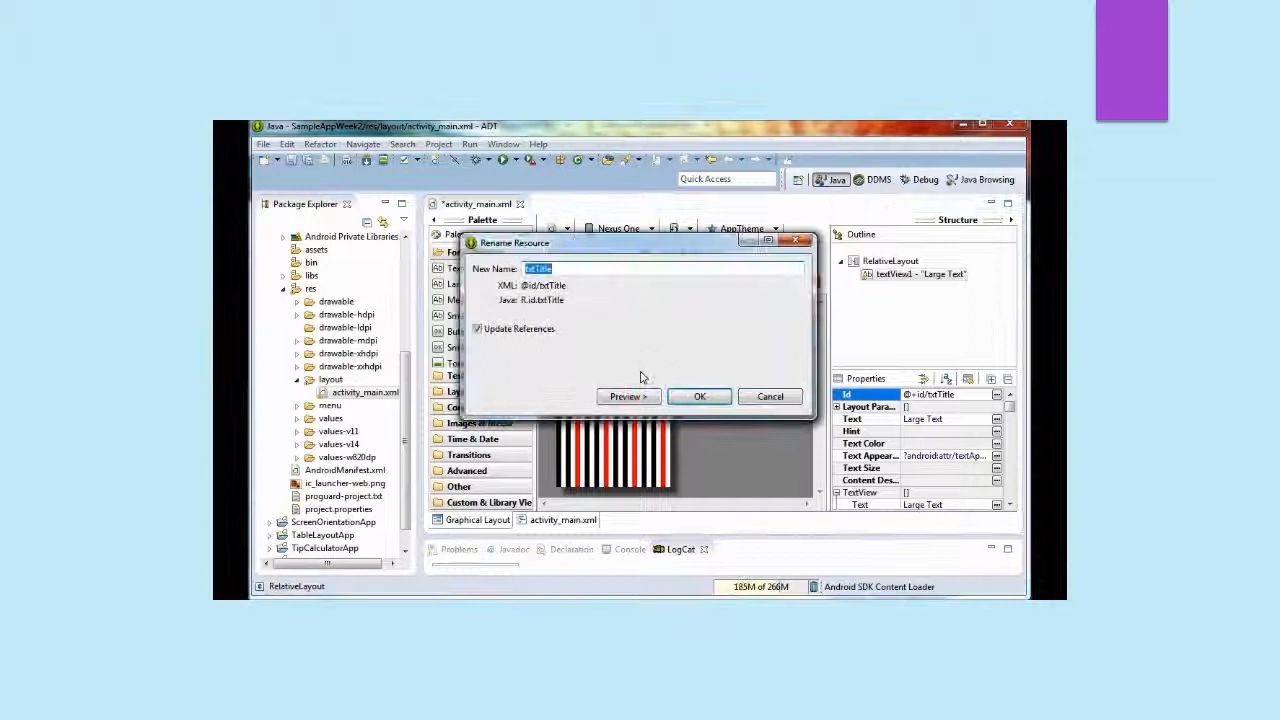 Java - SampleAppWeek2/res/layout/activity_main.xml - ADT
File Edit Refactor Navigate Search Project Run Window Help
Quick Access
Java DDMS Debug Java Browsing
Package Explorer
Android Private Libraries
assets
bin
libs
res
drawable
drawable-hdpi
drawable-ldpi
drawable-mdpi
drawable-xhdpi
drawable-xxhdpi
layout
activity_main.xml
menu
values
values-v11
values-v14
values-w820dp
AndroidManifest.xml
ic_launcher-web.png
proguard-project.txt
project.properties
ScreenOrientationApp
TableLayoutApp
TipCalculatorApp
RelativeLayout
*activity_main.xml
Palette
Nexus One
AppTheme
Rename Resource
New Name: txtTitle
XML: @id/txtTitle
Java: R.id.txtTitle
Update References
Preview >
OK
Cancel
Images & Media
Time & Date
Transitions
Advanced
Other
Custom & Library Vie
Graphical Layout
activity_main.xml
Problems Javadoc Declaration Console LogCat
Structure
Outline
RelativeLayout
textView1 - "Large Text"
Properties
Id @+id/txtTitle
Layout Para... []
Text Large Text
Hint
Text Color
Text Appear... ?android:attr/textAp...
Text Size
Content Des...
TextView []
Text Large Text
185M of 266M
Android SDK Content Loader